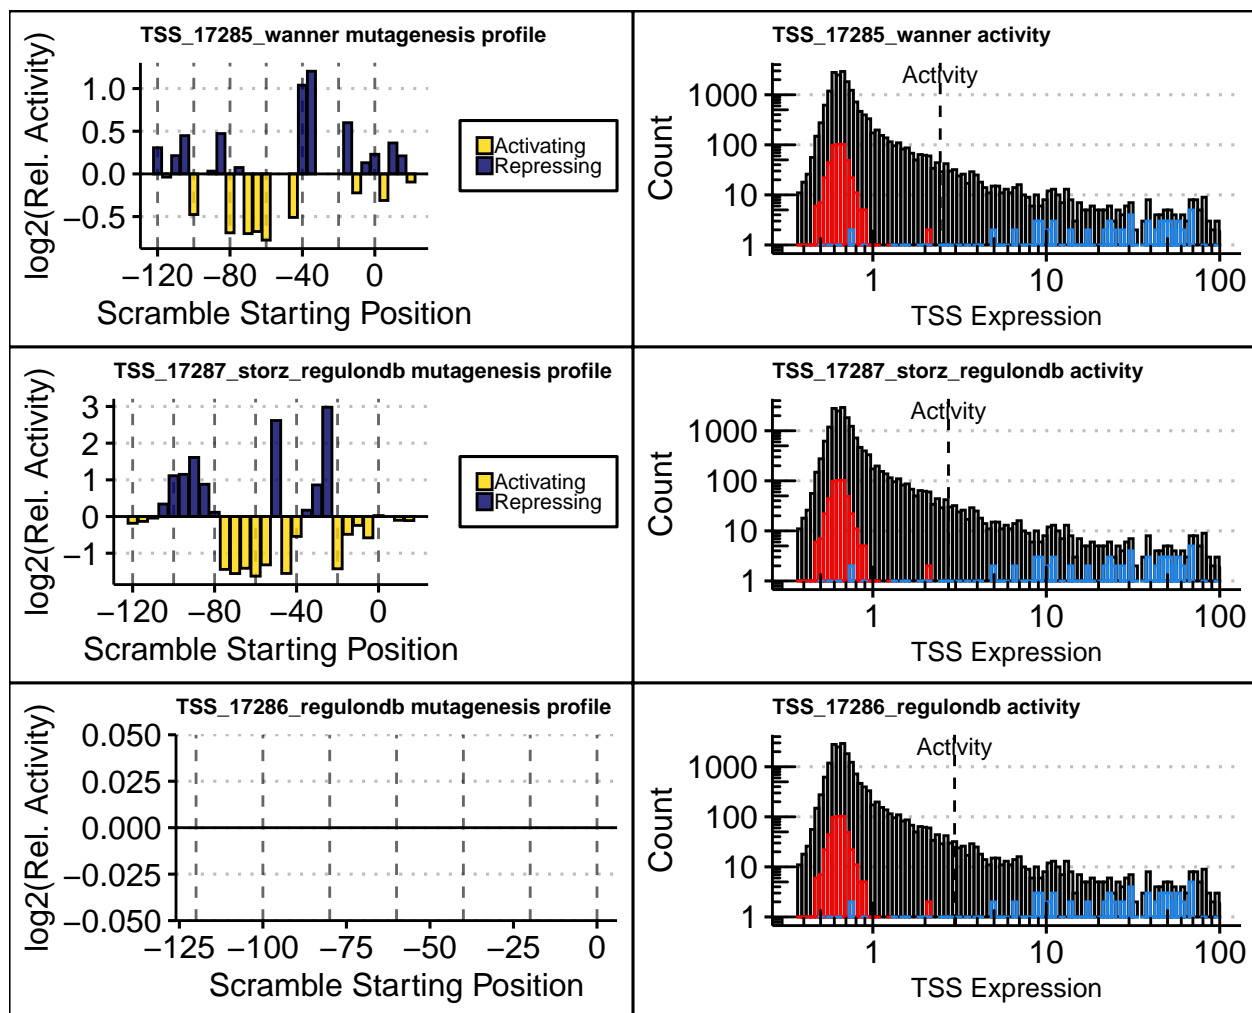 TSS_17285_wanner mutagenesis profile
log2(Rel. Activity)
1.0
0.5
0.0
−0.5
−120 −80 −40 0
Scramble Starting Position
Activating
Repressing
TSS_17285_wanner activity
Activity
Count
1000
100
10
1
1 10 100
TSS Expression
TSS_17287_storz_regulondb mutagenesis profile
log2(Rel. Activity)
3
2
1
0
−1
−120 −80 −40 0
Scramble Starting Position
Activating
Repressing
TSS_17287_storz_regulondb activity
Activity
Count
1000
100
10
1
1 10 100
TSS Expression
TSS_17286_regulondb mutagenesis profile
log2(Rel. Activity)
0.050
0.025
0.000
−0.025
−0.050
−125 −100 −75 −50 −25 0
Scramble Starting Position
TSS_17286_regulondb activity
Activity
Count
1000
100
10
1
1 10 100
TSS Expression